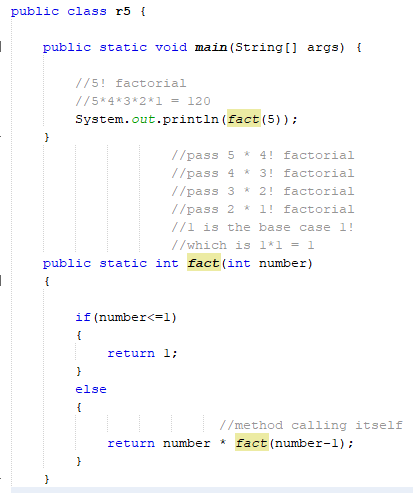 public class r5 {
public static void main(String[] args) {
//5! factorial
//5*4*3*2*1 = 120
System.out.println(fact(5));
}
//pass 5 * 4! factorial
//pass 4 * 3! factorial
//pass 3 * 2! factorial
//pass 2 * 1! factorial
//1 is the base case 1!
//which is 1*1 = 1
public static int fact(int number)
{
if(number<=1)
{
return 1;
}
else
{
//method calling itself
return number * fact(number-1);
}
}